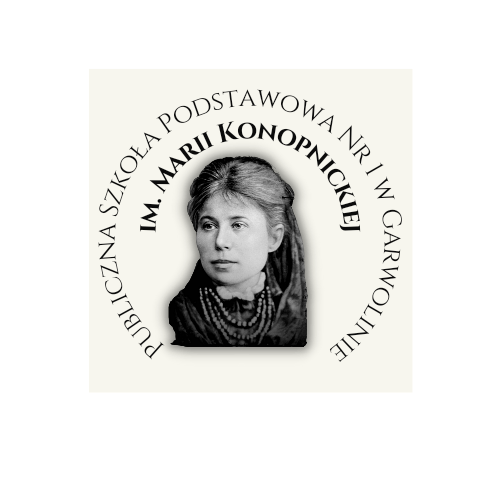 Publiczna Szkoła Podstawowa Nr 1 w Garwolinie
im. Marii Konopnickiej